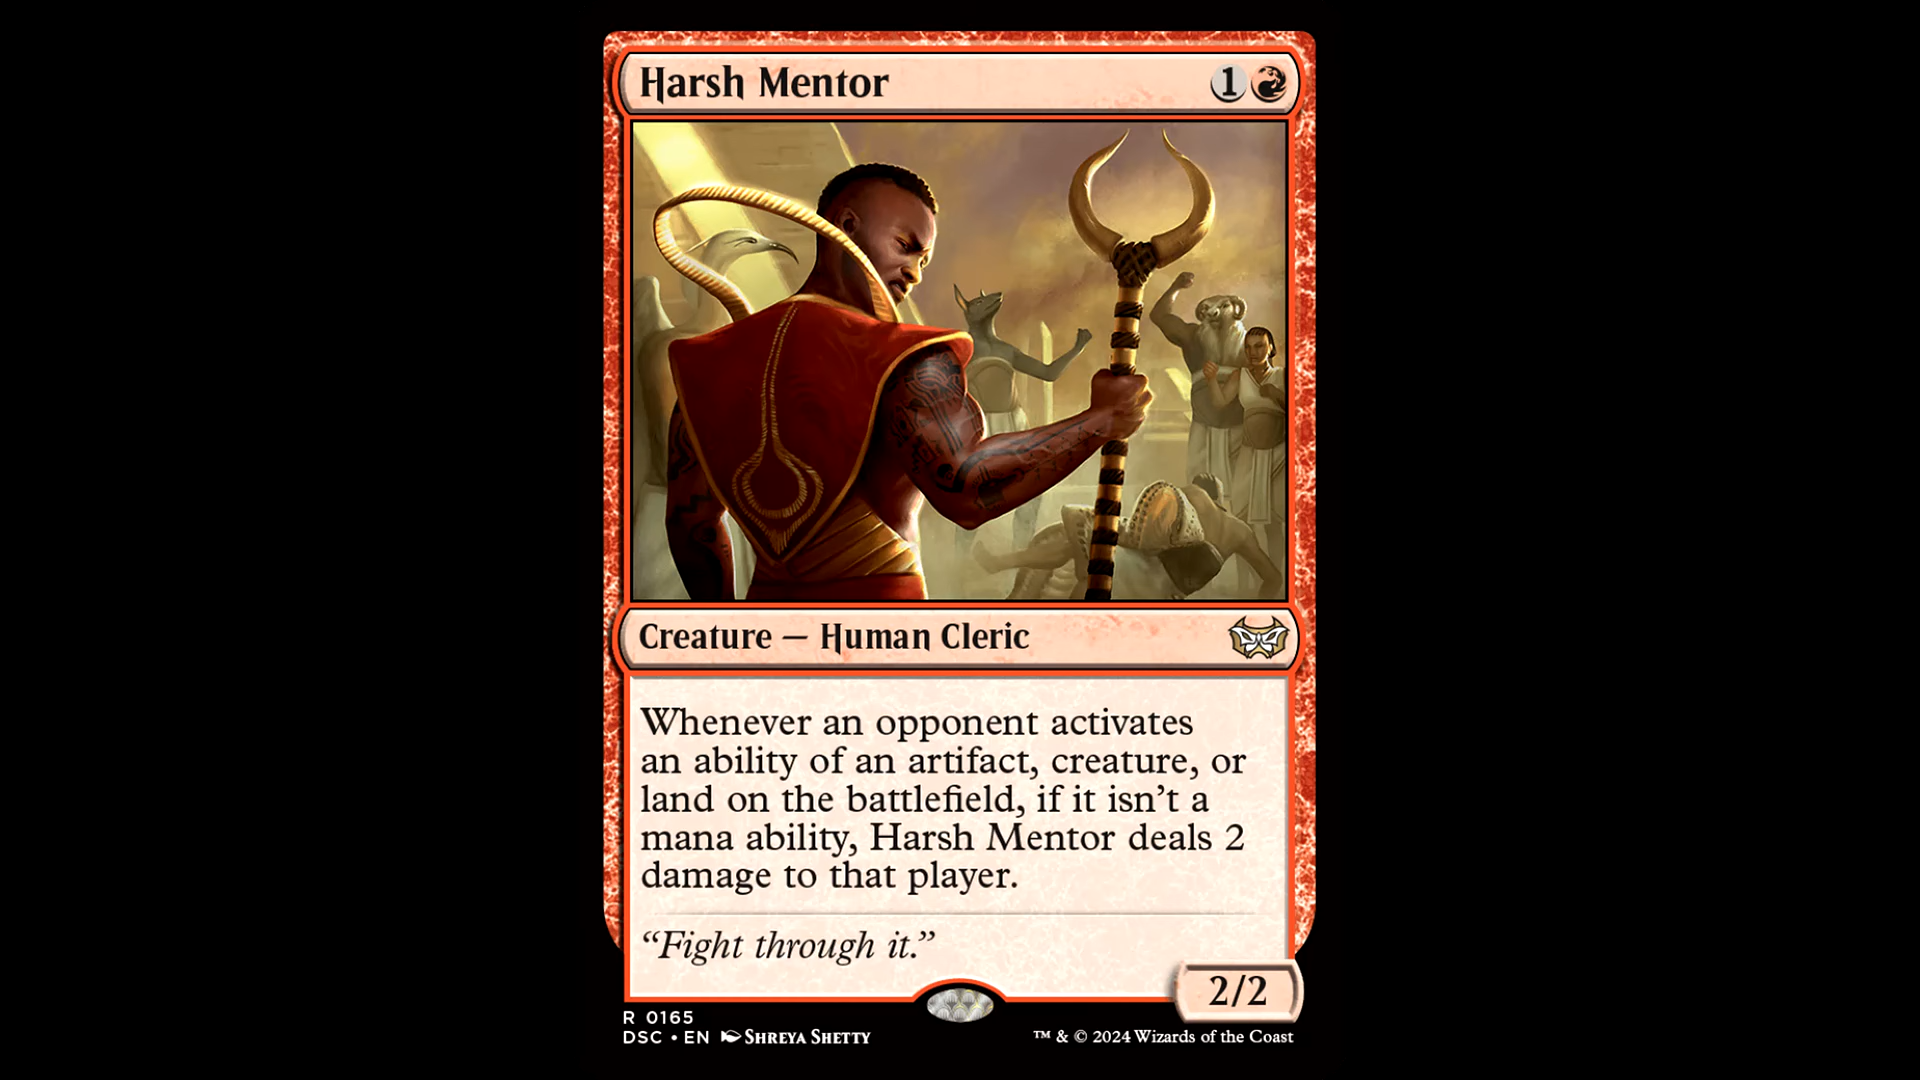 Harsh Mentor 1
Creature — Human Cleric
Whenever an opponent activates
an ability of an artifact, creature, or
land on the battlefield, if it isn’t a
mana ability, Harsh Mentor deals 2
damage to that player.
“Fight through it.”
2/2
R 0165
DSC • EN Shreya Shetty
™ & © 2024 Wizards of the Coast